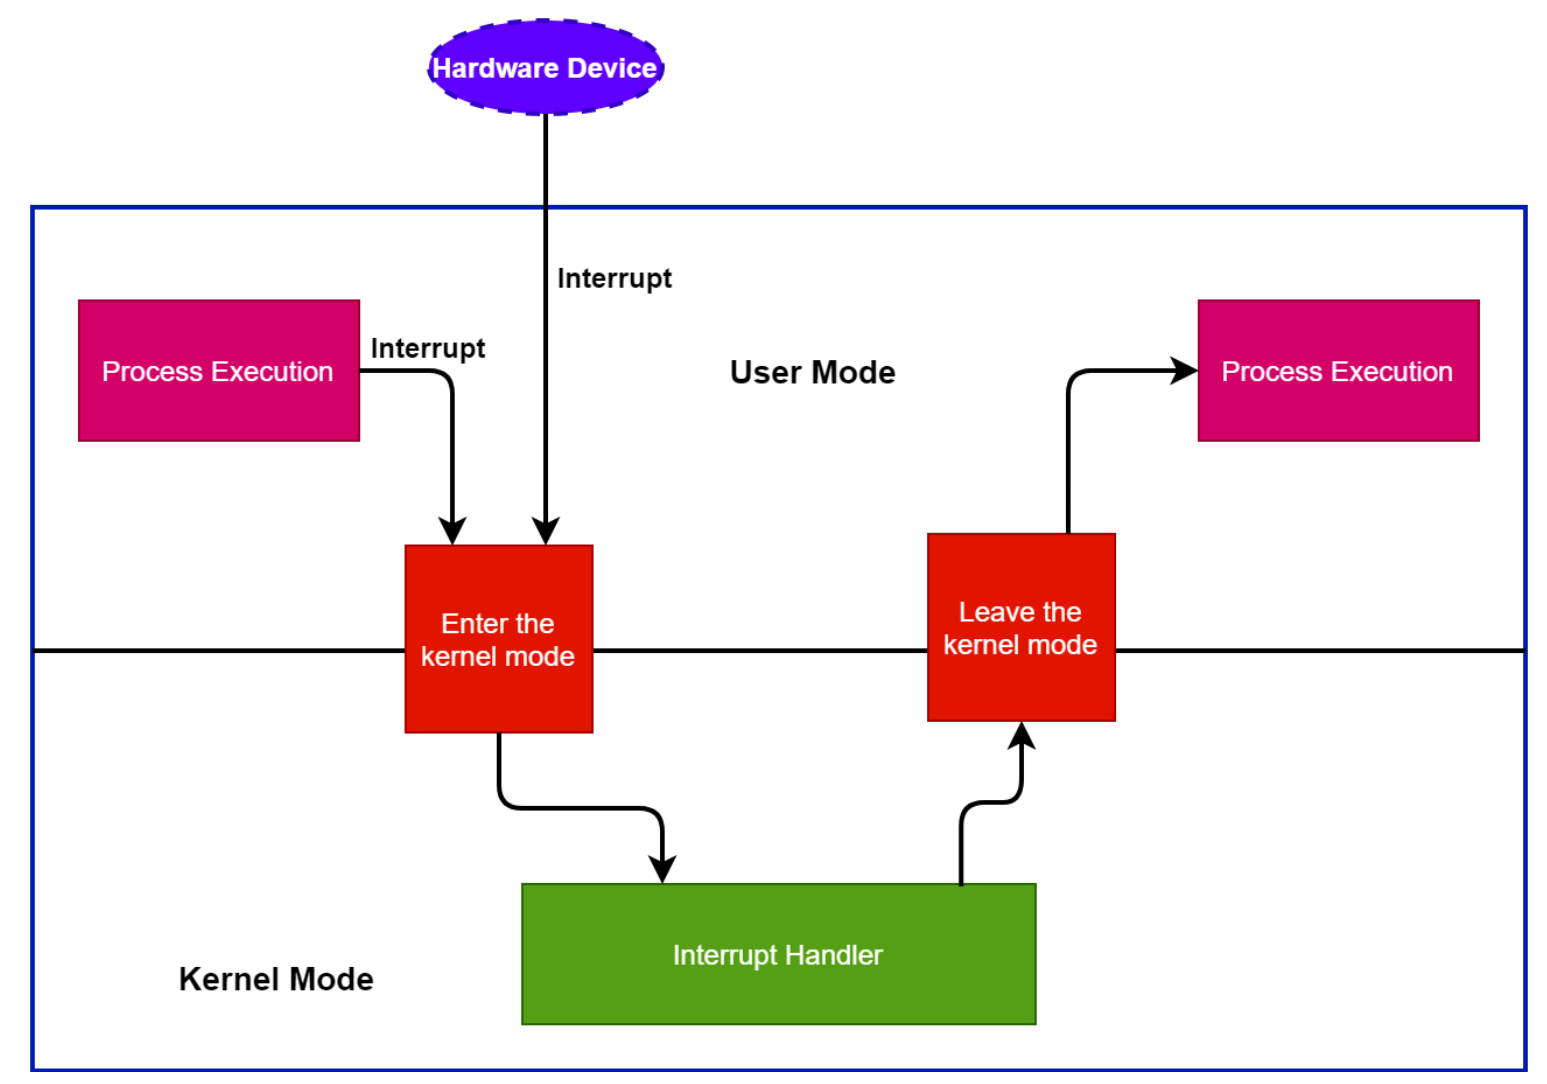 Hardware Device
Interrupt
Interrupt
Process Execution
User Mode
Process Execution
Enter the
kernel mode
Leave the
kernel mode
Interrupt Handler
Kernel Mode